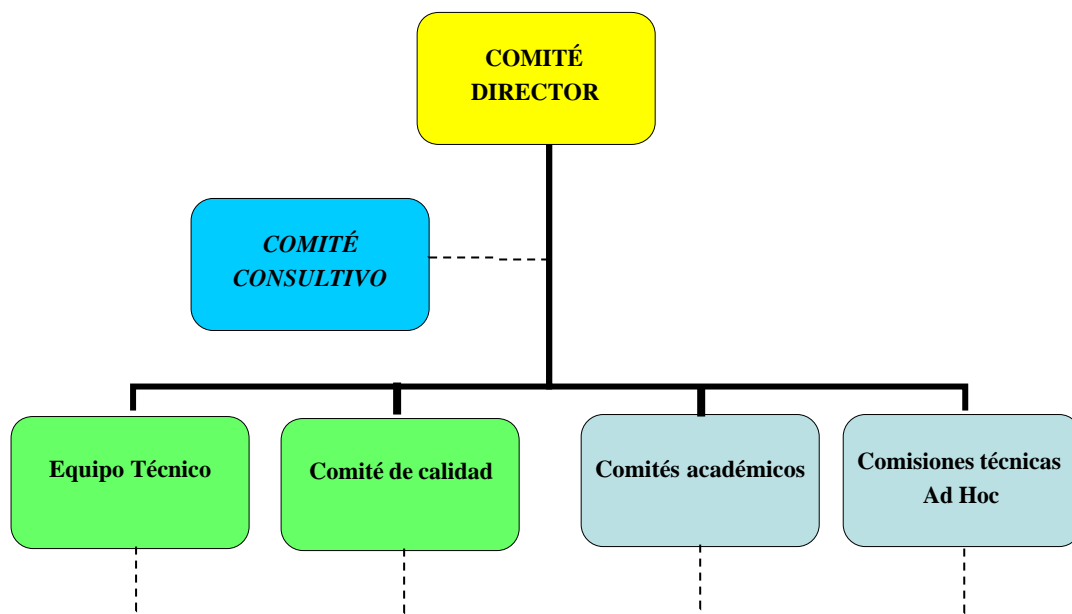 COMITÉ
DIRECTOR
COMITÉ
CONSULTIVO
Equipo Técnico
Comité de calidad
Comités académicos
Comisiones técnicas
Ad Hoc